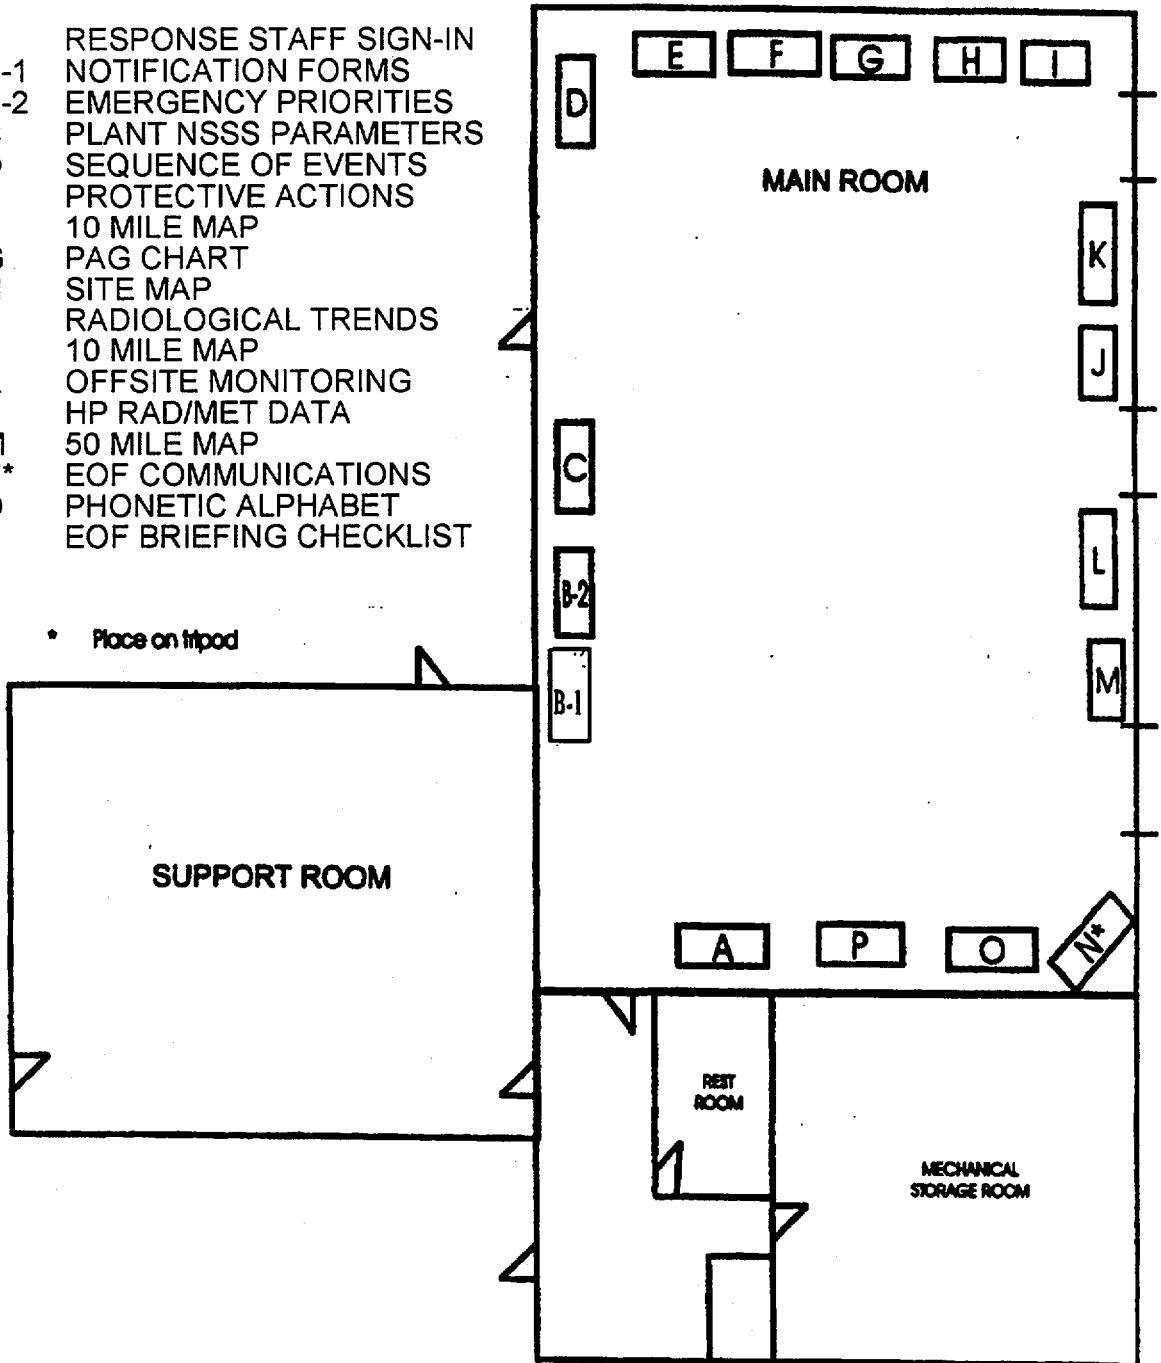 RESPONSE STAFF SIGN-IN
-1 NOTIFICATION FORMS
-2 EMERGENCY PRIORITIES
PLANT NSSS PARAMETERS
SEQUENCE OF EVENTS
PROTECTIVE ACTIONS
10 MILE MAP
PAG CHART
SITE MAP
RADIOLOGICAL TRENDS
10 MILE MAP
OFFSITE MONITORING
HP RAD/MET DATA
50 MILE MAP
* EOF COMMUNICATIONS
PHONETIC ALPHABET
EOF BRIEFING CHECKLIST
* Place on tripod
E F G H I
D
MAIN ROOM
K
J
C
L
B-2
M
B-1
SUPPORT ROOM
A P O N*
REST
ROOM
MECHANICAL
STORAGE ROOM